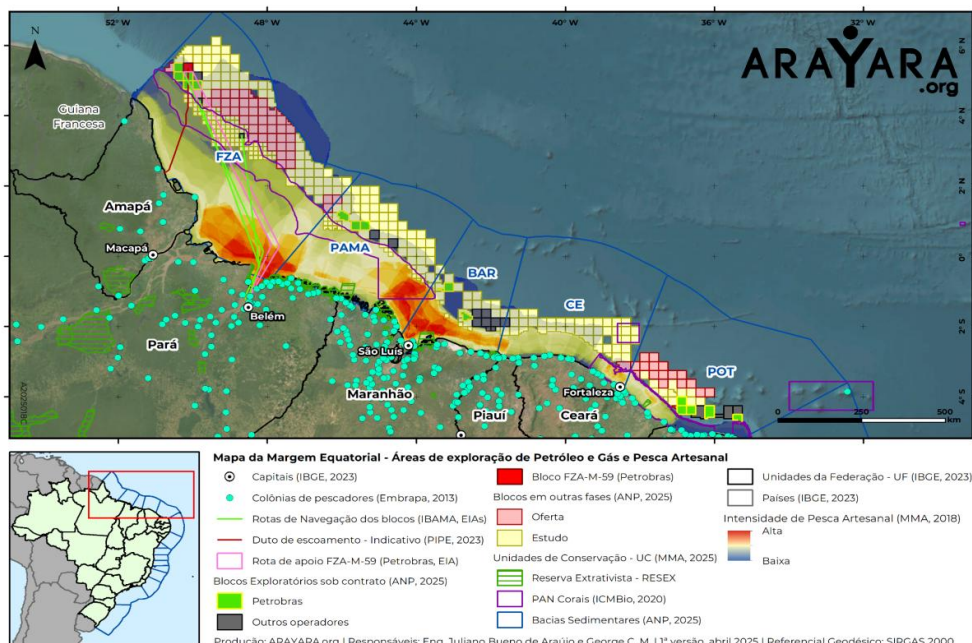 52° W
48° W
44° W
40° W
36° W
32° W
N
ARAYARA
.org
6° N
4° N
2° N
0°
2° S
4° S
Guiana
Francesa
FZA
Amapá
Macapá
PAMA
BAR
CE
POT
Belém
Pará
São Luís
Maranhão
Piauí
Fortaleza
Ceará
0 250 500
km
Mapa da Margem Equatorial - Áreas de exploração de Petróleo e Gás e Pesca Artesanal
Capitais (IBGE, 2023)
Colônias de pescadores (Embrapa, 2013)
Rotas de Navegação dos blocos (IBAMA, EIAs)
Duto de escoamento - Indicativo (PIPE, 2023)
Rota de apoio FZA-M-59 (Petrobras, EIA)
Blocos Exploratórios sob contrato (ANP, 2025)
Petrobras
Outros operadores
Bloco FZA-M-59 (Petrobras)
Blocos em outras fases (ANP, 2025)
Oferta
Estudo
Unidades de Conservação - UC (MMA, 2025)
Reserva Extrativista - RESEX
PAN Corais (ICMBio, 2020)
Bacias Sedimentares (ANP, 2025)
Unidades da Federação - UF (IBGE, 2023)
Países (IBGE, 2023)
Intensidade de Pesca Artesanal (MMA, 2018)
Alta
Baixa
Produção: ARAYARA.org | Responsáveis: Eng. Juliano Bueno de Araújo e George C. M. | 1ª versão, abril 2025 | Referencial Geodésico: SIRGAS 2000